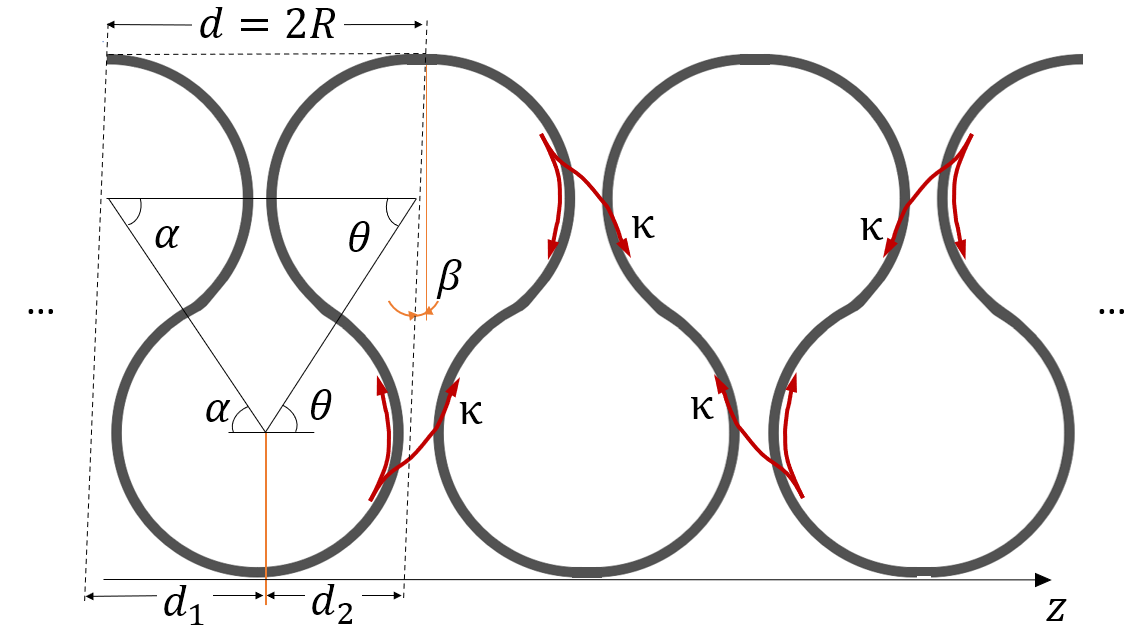 d = 2R
α
θ
κ
κ
β
...
...
α
θ
κ
κ
d₁
d₂
z